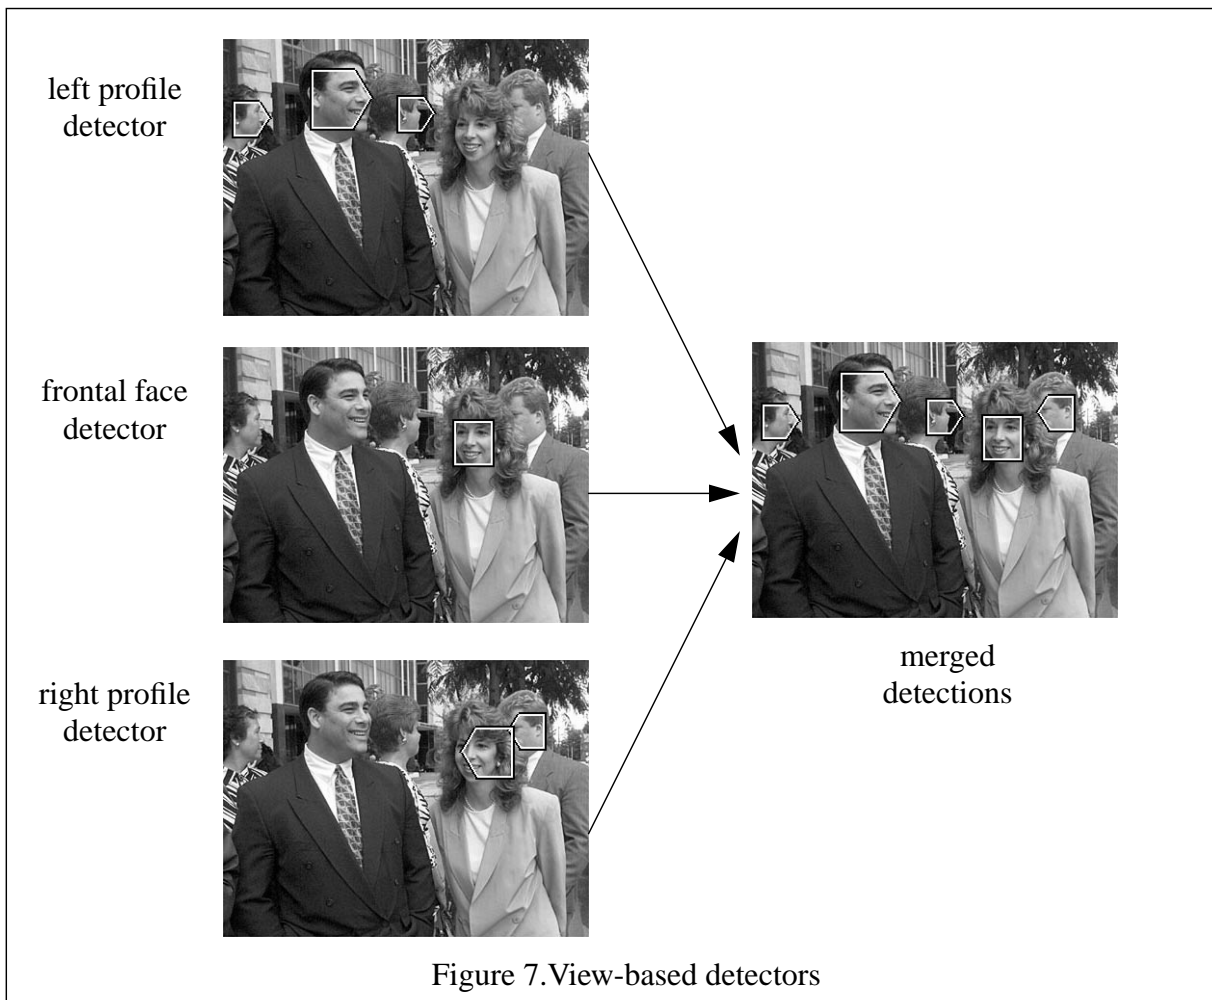 left profile
detector
frontal face
detector
right profile
detector
merged
detections
Figure 7.View-based detectors